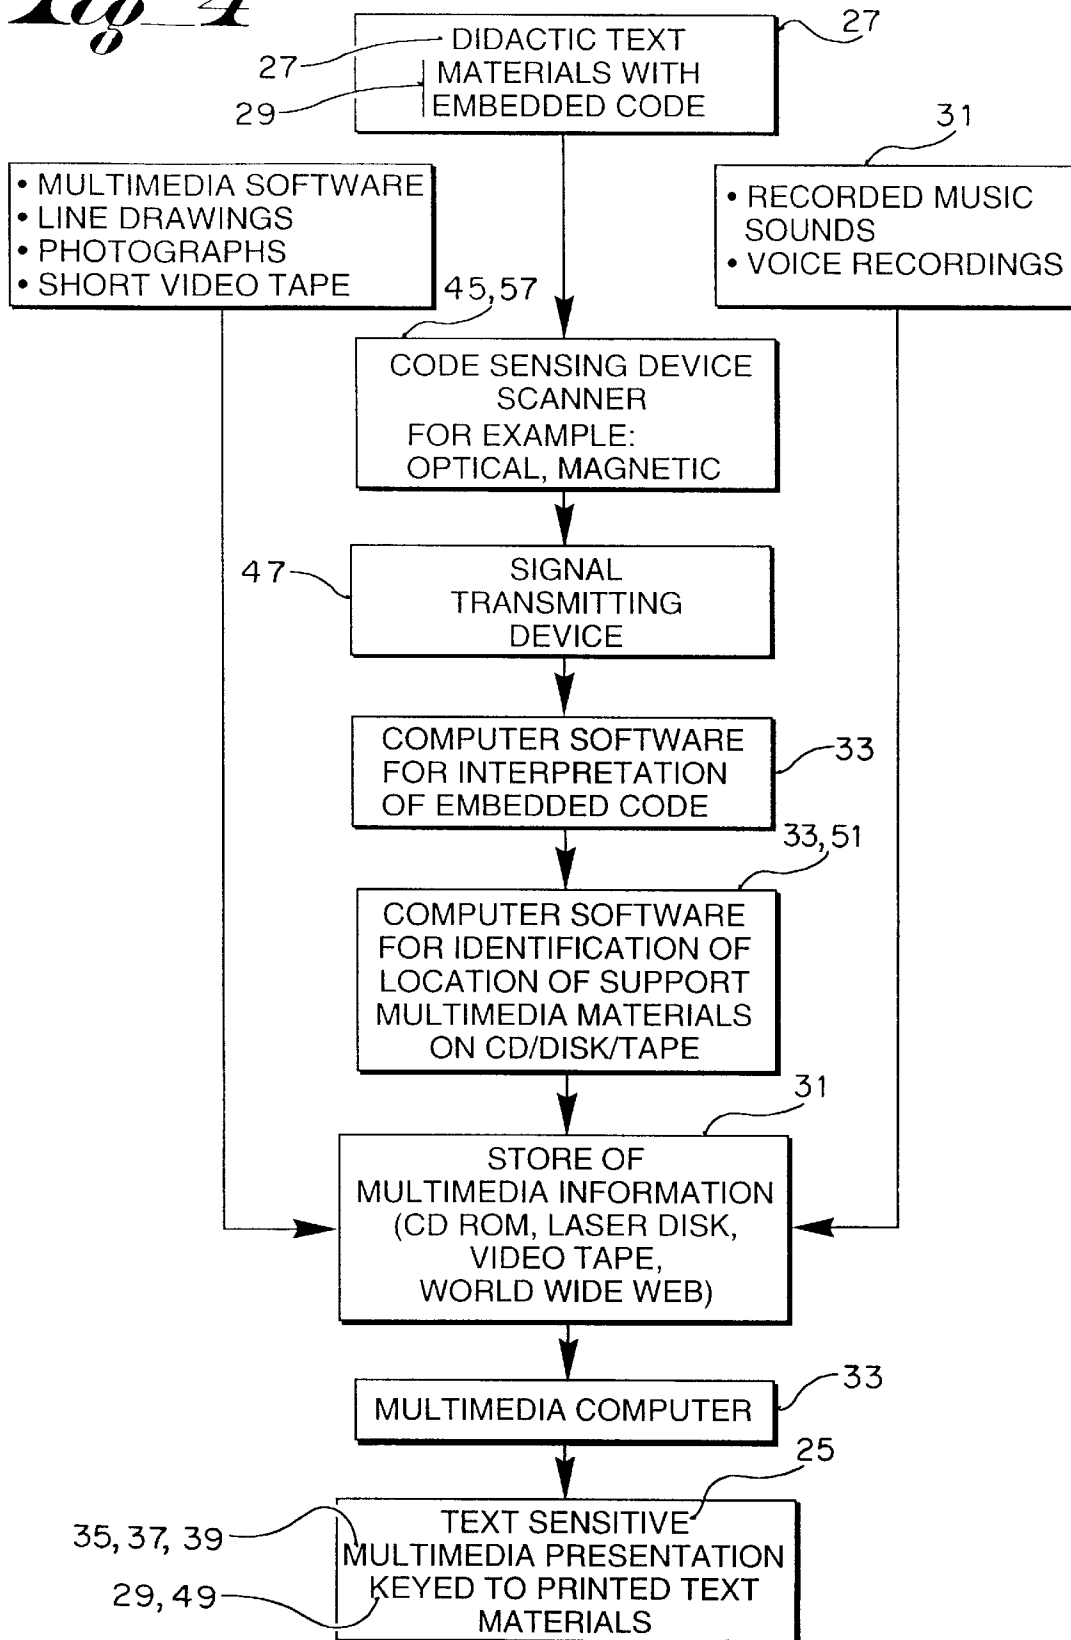 Fig_4
27
DIDACTIC TEXT
27
MATERIALS WITH
29
EMBEDDED CODE
• MULTIMEDIA SOFTWARE
• LINE DRAWINGS
• PHOTOGRAPHS
• SHORT VIDEO TAPE
31
• RECORDED MUSIC
SOUNDS
• VOICE RECORDINGS
45,57
CODE SENSING DEVICE
SCANNER
FOR EXAMPLE:
OPTICAL, MAGNETIC
47
SIGNAL
TRANSMITTING
DEVICE
COMPUTER SOFTWARE
FOR INTERPRETATION
OF EMBEDDED CODE
33
33,51
COMPUTER SOFTWARE
FOR IDENTIFICATION OF
LOCATION OF SUPPORT
MULTIMEDIA MATERIALS
ON CD/DISK/TAPE
31
STORE OF
MULTIMEDIA INFORMATION
(CD ROM, LASER DISK,
VIDEO TAPE,
WORLD WIDE WEB)
33
MULTIMEDIA COMPUTER
25
TEXT SENSITIVE
35, 37, 39
MULTIMEDIA PRESENTATION
29, 49
KEYED TO PRINTED TEXT
MATERIALS